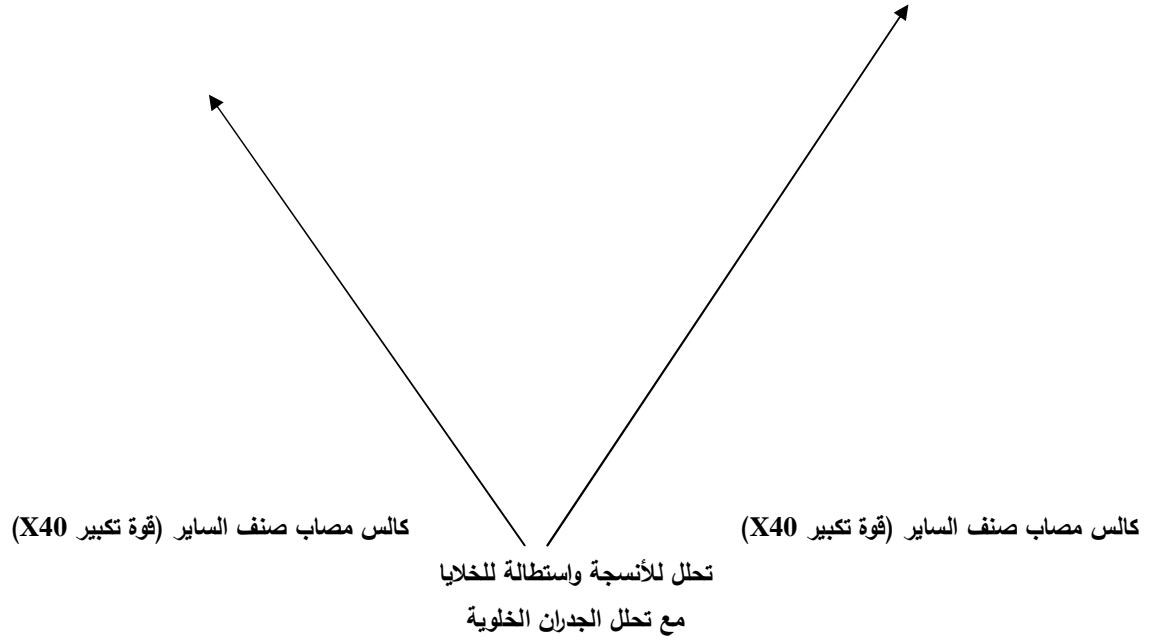 كالس مصاب صنف الساير (قوة تكبير X40)
كالس مصاب صنف الساير (قوة تكبير X40)
تحلل للأنسجة واستطالة للخلايا
مع تحلل الجدران الخلوية